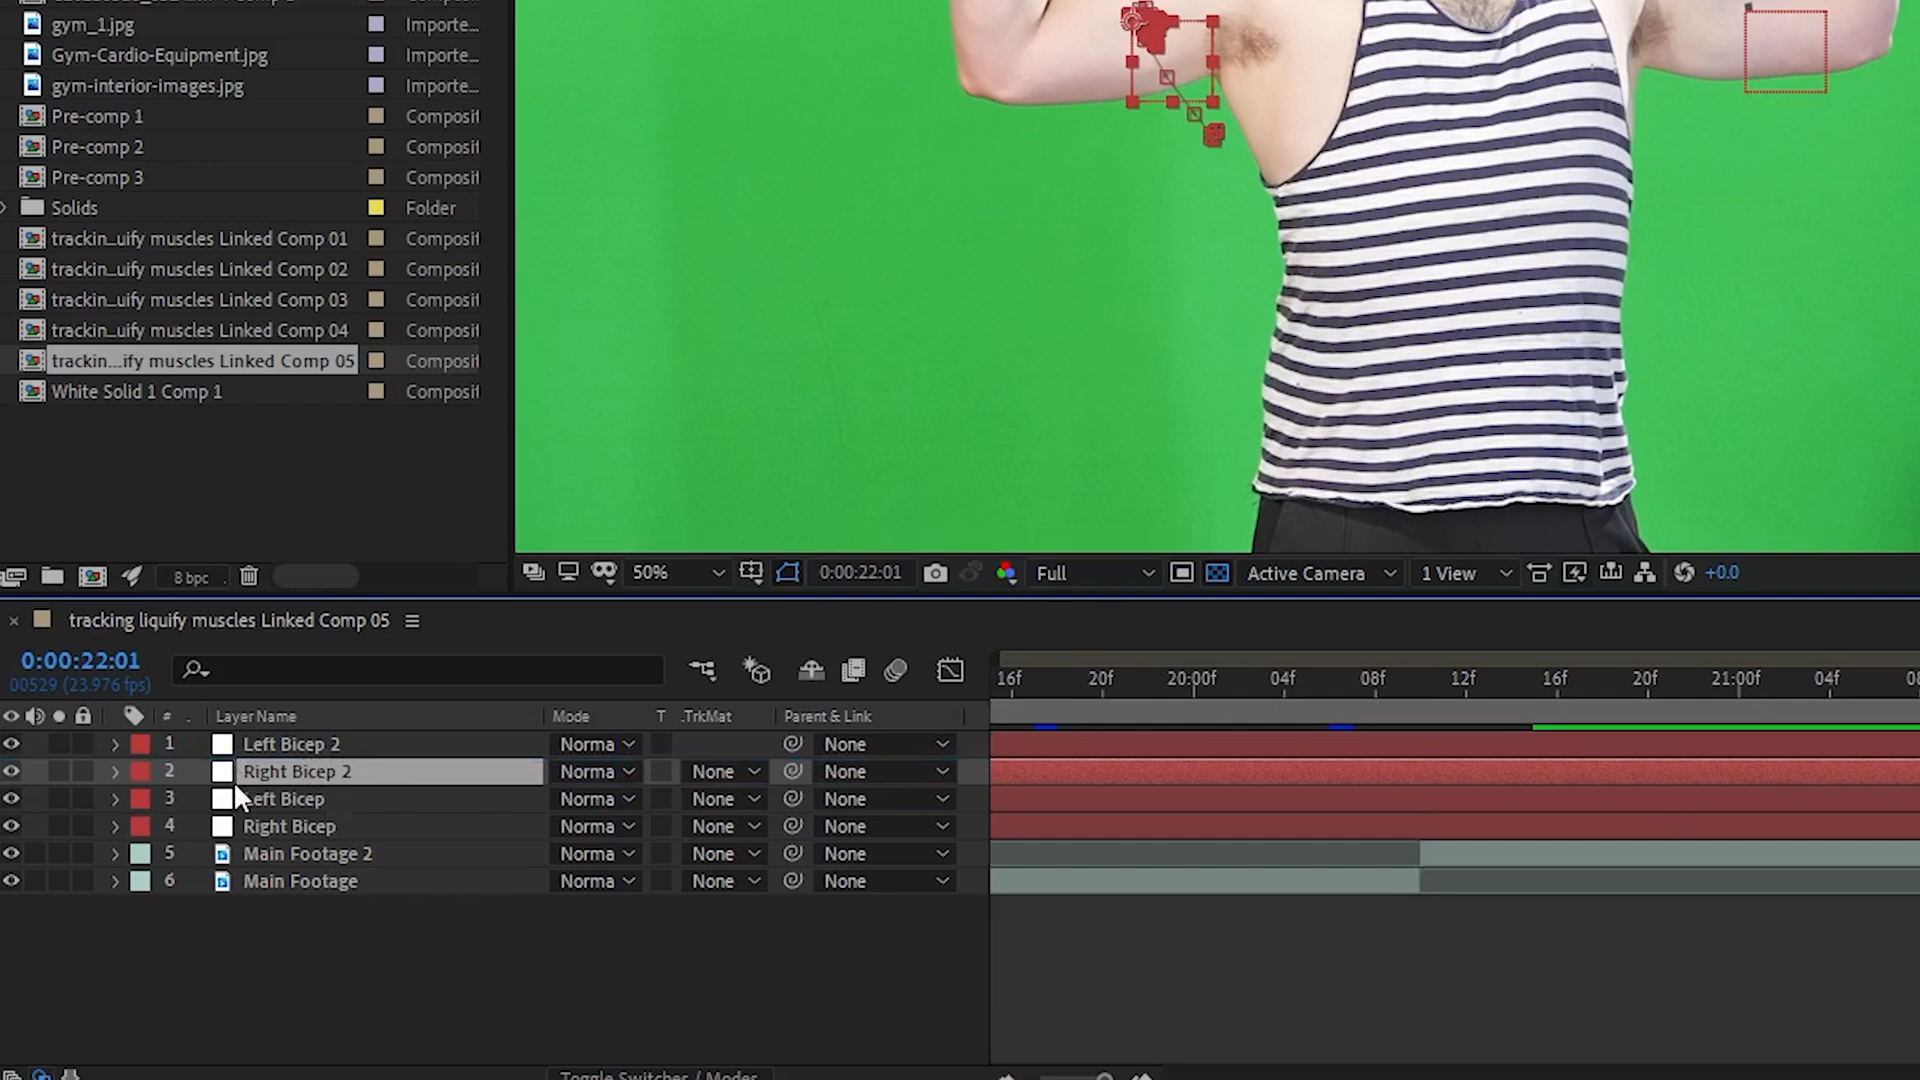 gym_1.jpg Importe...
Gym-Cardio-Equipment.jpg Importe...
gym-interior-images.jpg Importe...
Pre-comp 1 Composit
Pre-comp 2 Composit
Pre-comp 3 Composit
Solids Folder
trackin...uify muscles Linked Comp 01 Composit
trackin...uify muscles Linked Comp 02 Composit
trackin...uify muscles Linked Comp 03 Composit
trackin...uify muscles Linked Comp 04 Composit
trackin...ify muscles Linked Comp 05 Composit
White Solid 1 Comp 1 Composit
8 bpc
50% 0:00:22:01 Full Active Camera 1 View +0.0
tracking liquify muscles Linked Comp 05
0:00:22:01
00529 (23.976 fps)
16f 20f 20:00f 04f 08f 12f 16f 20f 21:00f 04f
# Layer Name Mode T .TrkMat Parent & Link
1 Left Bicep 2 Norma None
2 Right Bicep 2 Norma None None
3 Left Bicep Norma None None
4 Right Bicep Norma None None
5 Main Footage 2 Norma None None
6 Main Footage Norma None None
Toggle Switches / Modes